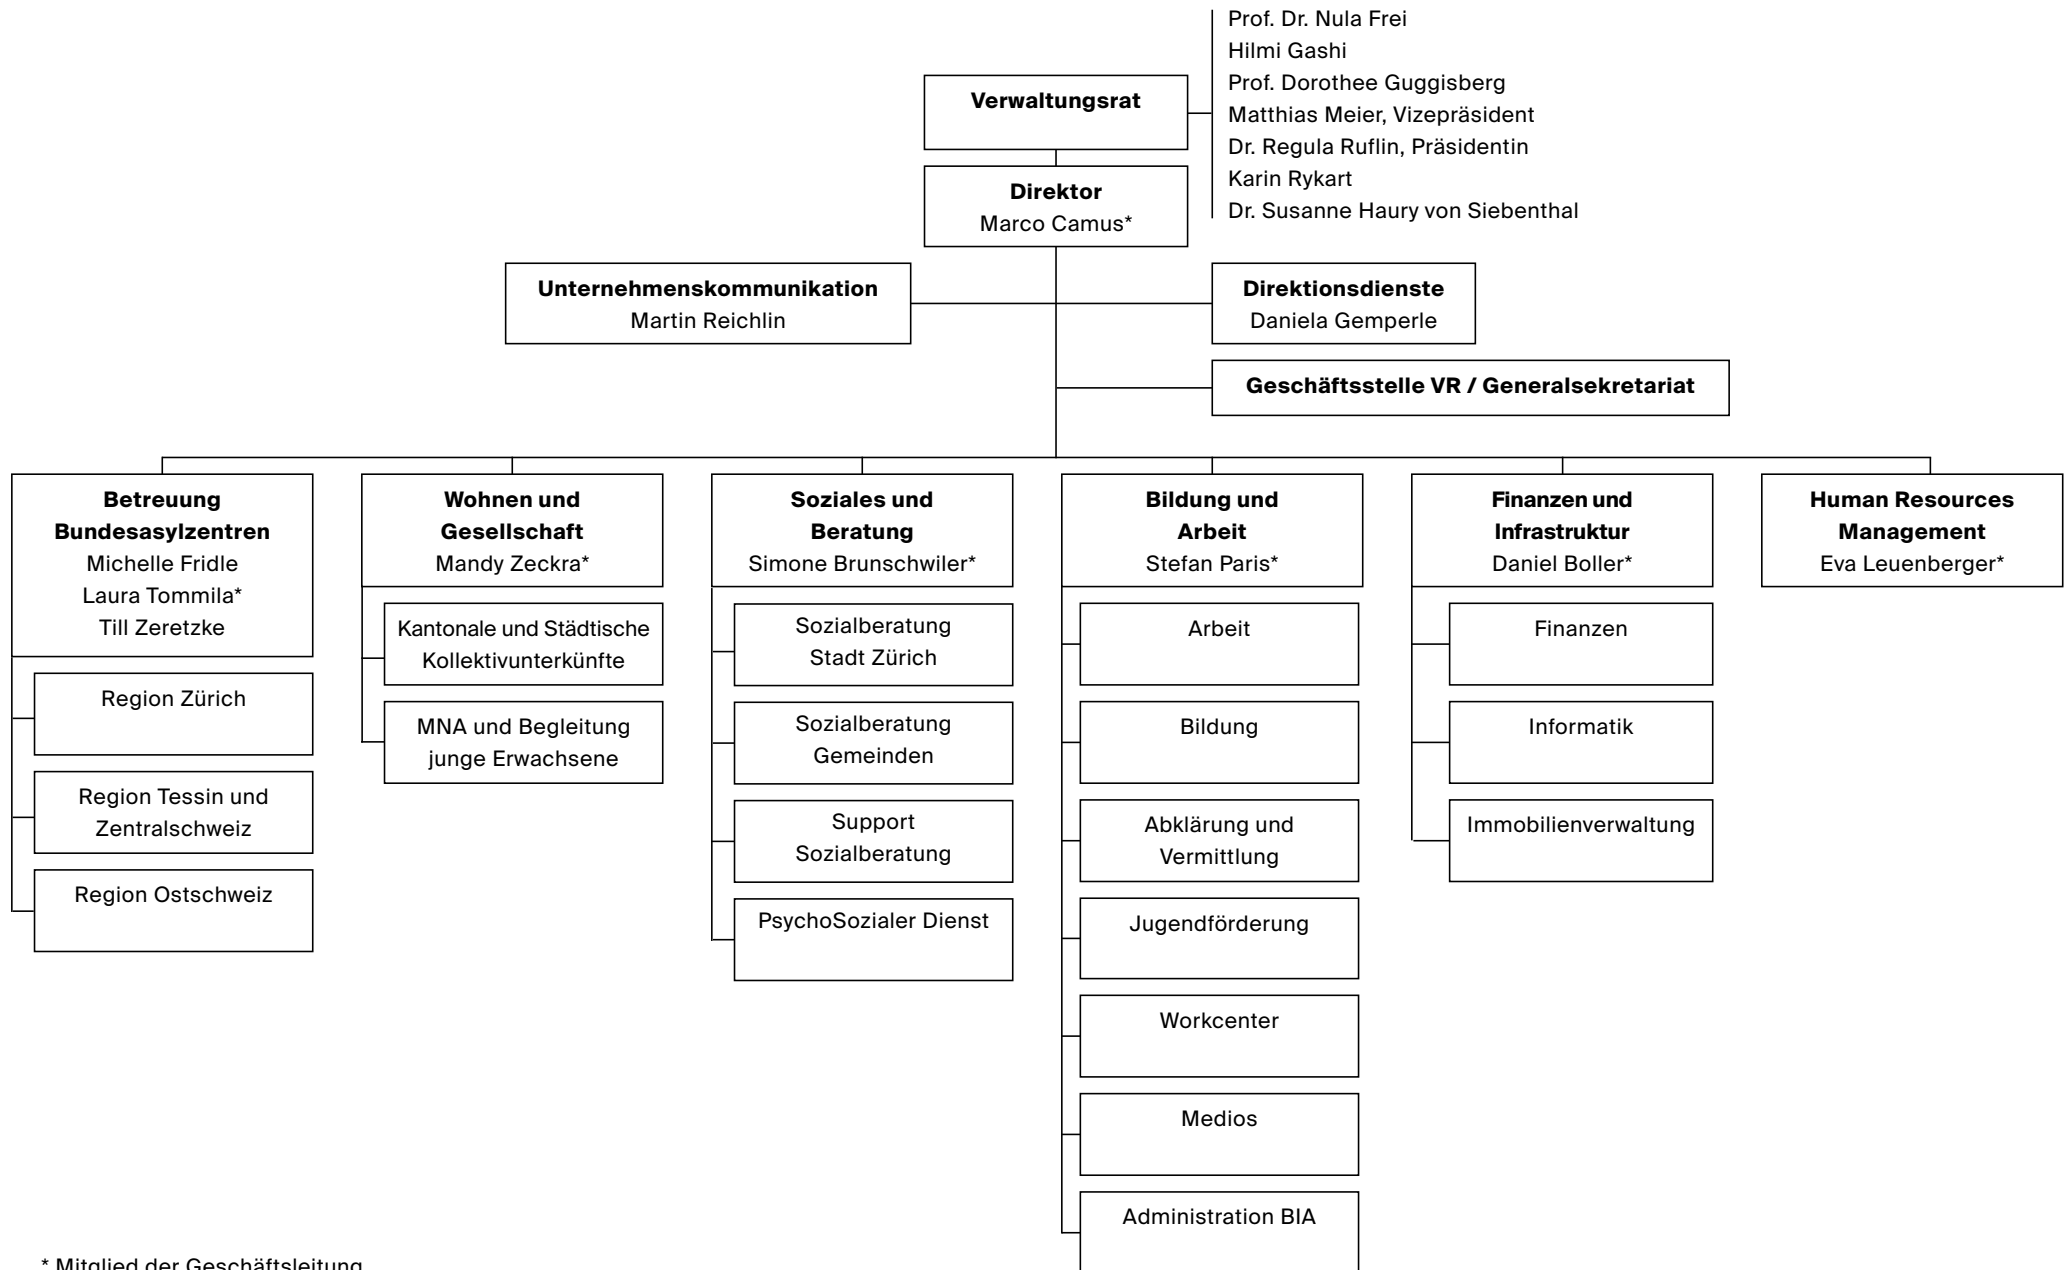 Prof. Dr. Nula Frei
Hilmi Gashi
Prof. Dorothee Guggisberg
Matthias Meier, Vizepräsident
Dr. Regula Ruflin, Präsidentin
Karin Rykart
Dr. Susanne Haury von Siebenthal
Verwaltungsrat
Direktor
Marco Camus*
Unternehmenskommunikation
Martin Reichlin
Direktionsdienste
Daniela Gemperle
Geschäftsstelle VR / Generalsekretariat
Betreuung
Bundesasylzentren
Michelle Fridle
Laura Tommila*
Till Zeretzke
Region Zürich
Region Tessin und
Zentralschweiz
Region Ostschweiz
Wohnen und
Gesellschaft
Mandy Zeckra*
Kantonale und Städtische
Kollektivunterkünfte
MNA und Begleitung
junge Erwachsene
Soziales und
Beratung
Simone Brunschwiler*
Sozialberatung
Stadt Zürich
Sozialberatung
Gemeinden
Support
Sozialberatung
PsychoSozialer Dienst
Bildung und
Arbeit
Stefan Paris*
Arbeit
Bildung
Abklärung und
Vermittlung
Jugendförderung
Workcenter
Medios
Administration BIA
Finanzen und
Infrastruktur
Daniel Boller*
Finanzen
Informatik
Immobilienverwaltung
Human Resources
Management
Eva Leuenberger*
* Mitglied der Geschäftsleitung